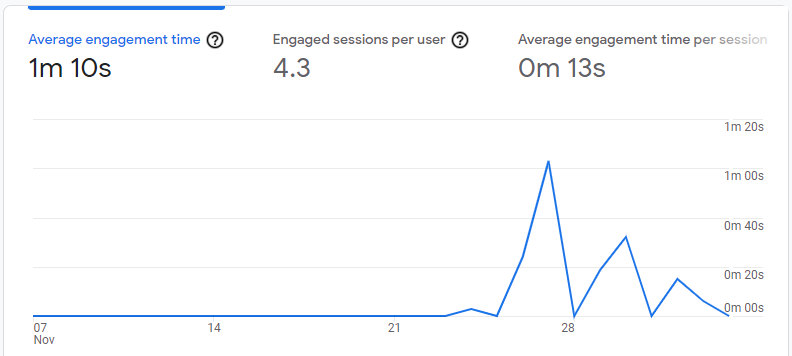 Average engagement time ?
1m 10s
Engaged sessions per user ?
4.3
Average engagement time per session
0m 13s
1m 20s
1m 00s
0m 40s
0m 20s
0m 00s
07
Nov
14
21
28